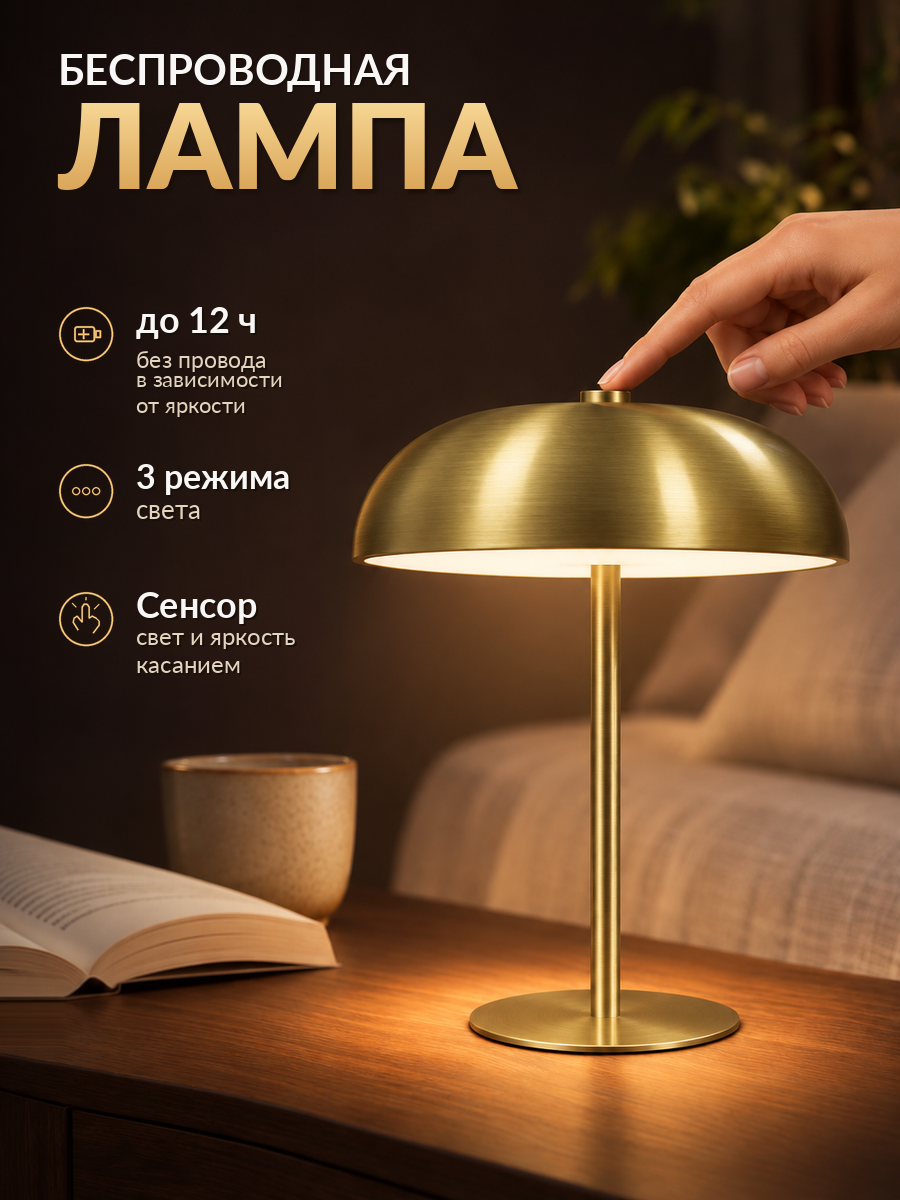 БЕСПРОВОДНАЯ
ЛАМПА
до 12 ч
без провода
в зависимости
от яркости
3 режима
света
Сенсор
свет и яркость
касанием